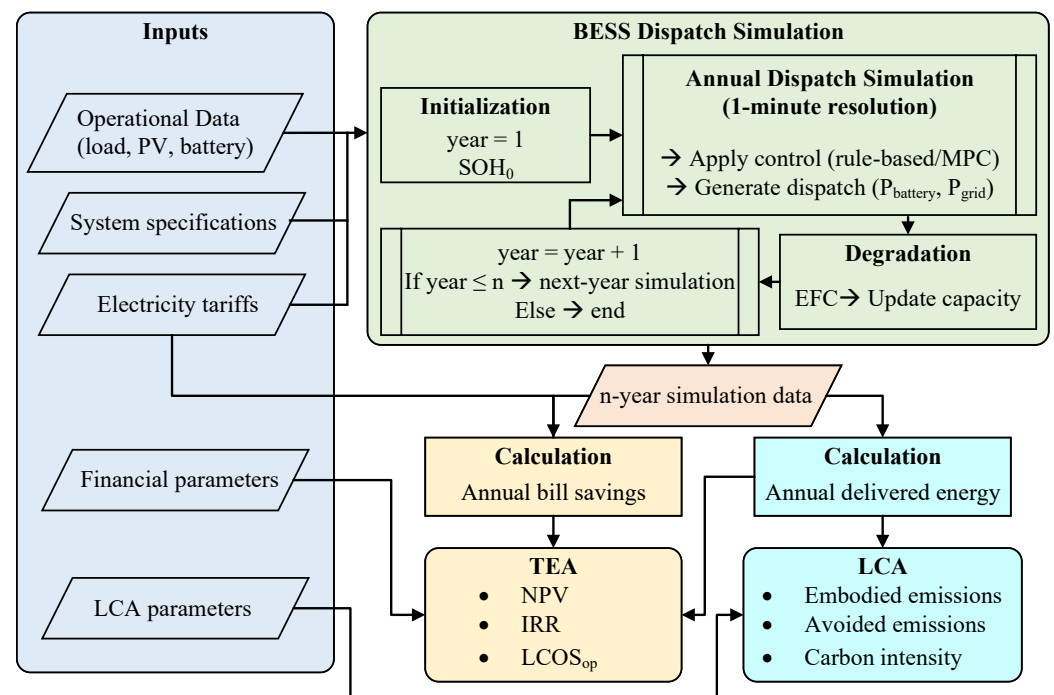 Inputs
Operational Data
(load, PV, battery)
System specifications
Electricity tariffs
Financial parameters
LCA parameters
BESS Dispatch Simulation
Initialization
year = 1
SOH₀
Annual Dispatch Simulation
(1-minute resolution)
→ Apply control (rule-based/MPC)
→ Generate dispatch (P_battery, P_grid)
Degradation
EFC→ Update capacity
year = year + 1
If year ≤ n → next-year simulation
Else → end
n-year simulation data
Calculation
Annual bill savings
Calculation
Annual delivered energy
TEA
• NPV
• IRR
• LCOS_op
LCA
• Embodied emissions
• Avoided emissions
• Carbon intensity